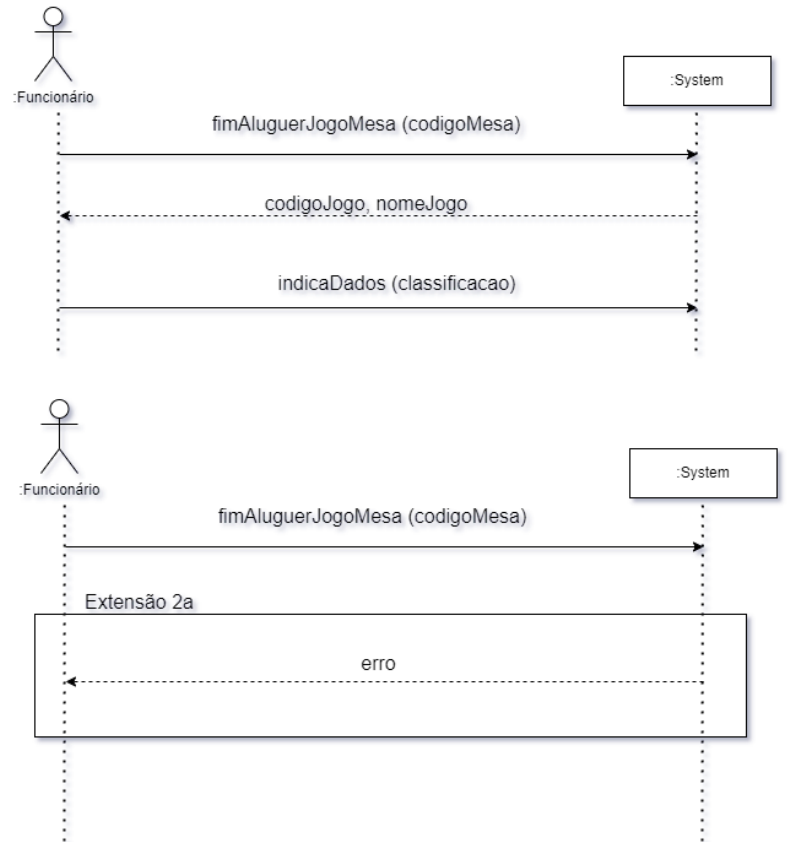 :Funcionário
:System
fimAluguerJogoMesa (codigoMesa)
codigoJogo, nomeJogo
indicaDados (classificacao)
:Funcionário
:System
fimAluguerJogoMesa (codigoMesa)
Extensão 2a
erro